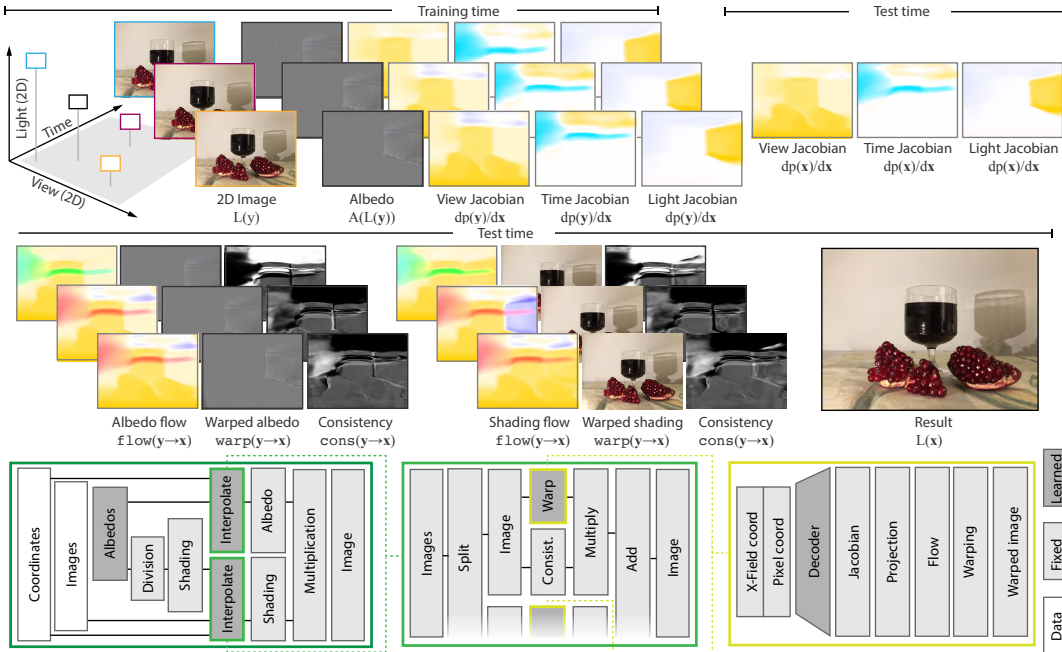 Training time
Test time
Light (2D)
Time
View (2D)
2D Image
L(y)
Albedo
A(L(y))
View Jacobian
dp(y)/dx
Time Jacobian
dp(y)/dx
Light Jacobian
dp(y)/dx
View Jacobian
dp(x)/dx
Time Jacobian
dp(x)/dx
Light Jacobian
dp(x)/dx
Test time
Albedo flow
flow(y→x)
Warped albedo
warp(y→x)
Consistency
cons(y→x)
Shading flow
flow(y→x)
Warped shading
warp(y→x)
Consistency
cons(y→x)
Result
L(x)
Coordinates
Images
Albedos
Division
Shading
Interpolate
Interpolate
Albedo
Shading
Multiplication
Image
Images
Split
Image
Warp
Consist.
Multiply
Add
Image
X-Field coord
Pixel coord
Decoder
Jacobian
Projection
Flow
Warping
Warped image
Learned
Fixed
Data